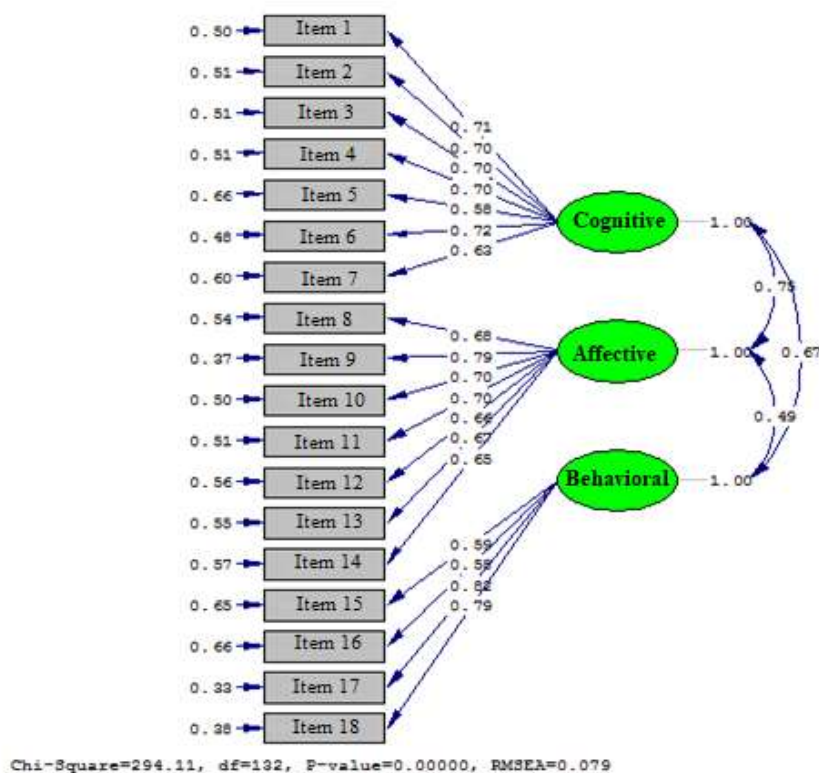 0.50 Item 1
0.51 Item 2
0.51 Item 3
0.51 Item 4
0.66 Item 5
0.48 Item 6
0.60 Item 7
0.54 Item 8
0.37 Item 9
0.50 Item 10
0.51 Item 11
0.56 Item 12
0.55 Item 13
0.57 Item 14
0.65 Item 15
0.66 Item 16
0.33 Item 17
0.38 Item 18
0.71
0.70
0.70
0.70
0.58
0.72
0.63
0.68
0.79
0.70
0.70
0.66
0.67
0.65
0.59
0.58
0.82
0.79
Cognitive 1.00
Affective 1.00
Behavioral 1.00
0.75
0.67
0.49
Chi-Square=294.11, df=132, P-value=0.00000, RMSEA=0.079